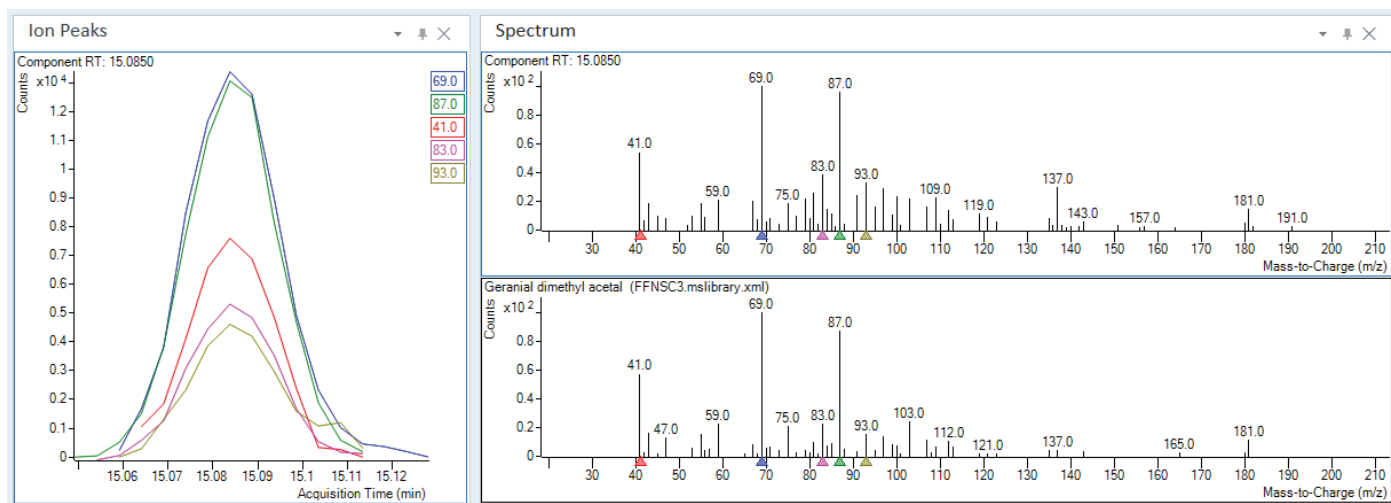 Ion Peaks
Component RT: 15.0850
x10 4
Counts
1.2
1.1
1
0.9
0.8
0.7
0.6
0.5
0.4
0.3
0.2
0.1
0
69.0
87.0
41.0
83.0
93.0
15.06 15.07 15.08 15.09 15.10 15.11 15.12
Acquisition Time (min)
Spectrum
Component RT: 15.0850
x10 2
Counts
0.8
0.6
0.4
0.2
0
41.0 59.0 69.0 75.0 83.0 87.0 93.0 109.0 119.0 137.0 143.0 157.0 181.0 191.0
30 40 50 60 70 80 90 100 110 120 130 140 150 160 170 180 190 200 210
Mass-to-Charge (m/z)
Geranial dimethyl acetal (FFNSC3.mslibrary.xml)
x10 2
Counts
0.8
0.6
0.4
0.2
0
41.0 47.0 59.0 69.0 75.0 83.0 87.0 93.0 103.0 112.0 121.0 137.0 165.0 181.0
30 40 50 60 70 80 90 100 110 120 130 140 150 160 170 180 190 200 210
Mass-to-Charge (m/z)